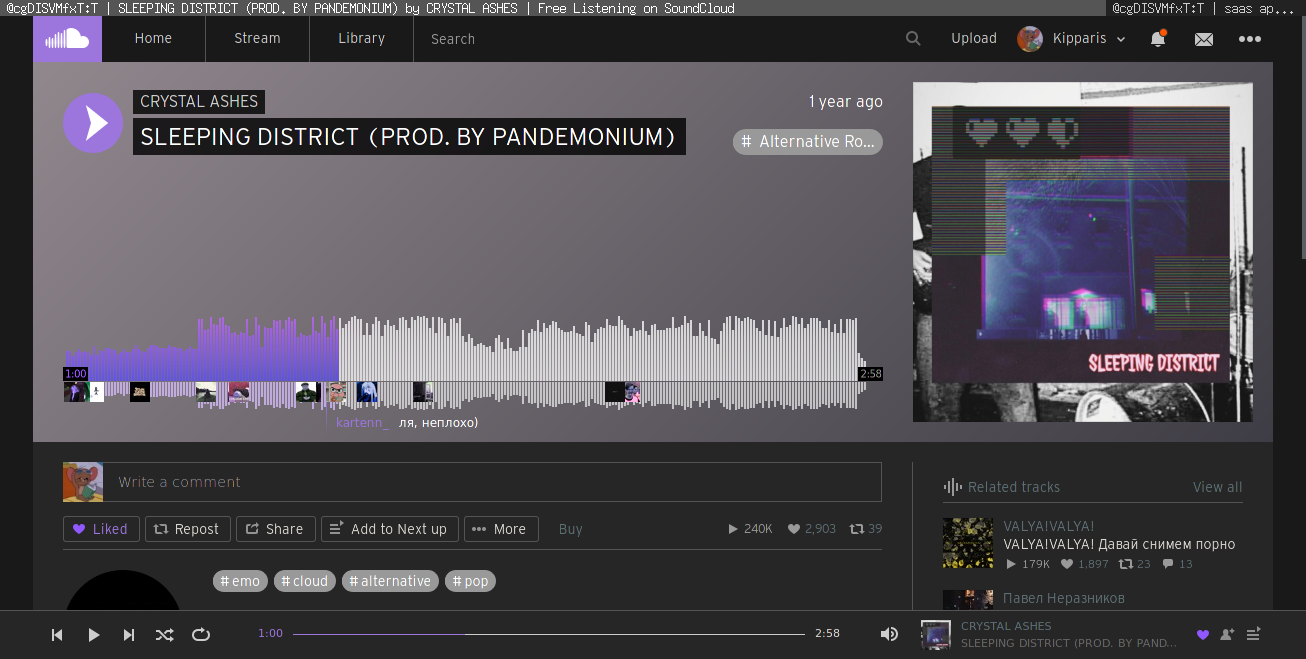 @cgDISVMfxT:T | SLEEPING DISTRICT (PROD. BY PANDEMONIUM) by CRYSTAL ASHES | Free Listening on SoundCloud
@cgDISVMfxT:T | saas ap...
Home
Stream
Library
Search
Upload
Kipparis
CRYSTAL ASHES
SLEEPING DISTRICT (PROD. BY PANDEMONIUM)
1 year ago
# Alternative Ro...
SLEEPING DISTRICT
1:00
2:58
kartenn_ ля, неплохо)
Write a comment
Liked
Repost
Share
Add to Next up
More
Buy
240K
2,903
39
# emo
# cloud
# alternative
# pop
Related tracks
View all
VALYA!VALYA!
VALYA!VALYA! Давай снимем порно
179K
1,897
23
13
Павел Неразников
1:00
2:58
CRYSTAL ASHES
SLEEPING DISTRICT (PROD. BY PAND...